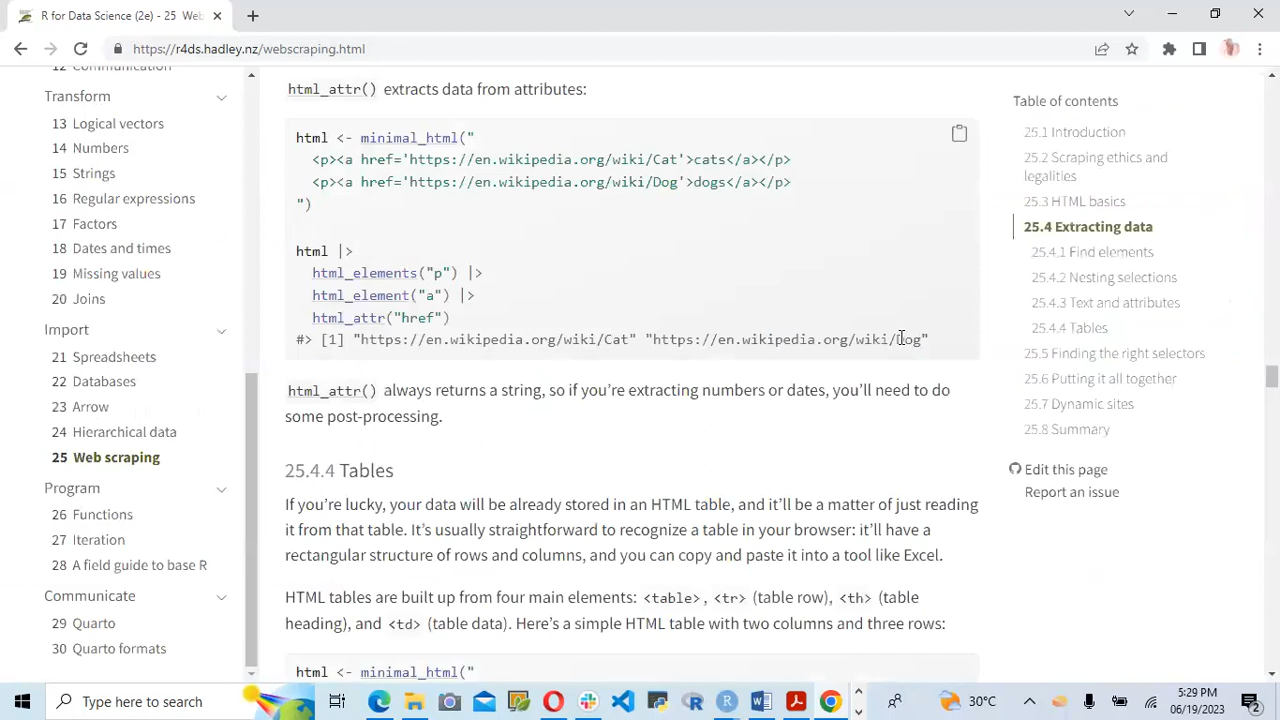 R for Data Science (2e) - 25 Web
https://r4ds.hadley.nz/webscraping.html
12 Communication
Transform
13 Logical vectors
14 Numbers
15 Strings
16 Regular expressions
17 Factors
18 Dates and times
19 Missing values
20 Joins
Import
21 Spreadsheets
22 Databases
23 Arrow
24 Hierarchical data
25 Web scraping
Program
26 Functions
27 Iteration
28 A field guide to base R
Communicate
29 Quarto
30 Quarto formats
html_attr() extracts data from attributes:
html <- minimal_html("
<p><a href='https://en.wikipedia.org/wiki/Cat'>cats</a></p>
<p><a href='https://en.wikipedia.org/wiki/Dog'>dogs</a></p>
")
html |>
html_elements("p") |>
html_element("a") |>
html_attr("href")
#> [1] "https://en.wikipedia.org/wiki/Cat" "https://en.wikipedia.org/wiki/Dog"
html_attr() always returns a string, so if you’re extracting numbers or dates, you’ll need to do
some post-processing.
25.4.4 Tables
If you’re lucky, your data will be already stored in an HTML table, and it’ll be a matter of just reading
it from that table. It’s usually straightforward to recognize a table in your browser: it’ll have a
rectangular structure of rows and columns, and you can copy and paste it into a tool like Excel.
HTML tables are built up from four main elements: <table>, <tr> (table row), <th> (table
heading), and <td> (table data). Here’s a simple HTML table with two columns and three rows:
html <- minimal_html("
Table of contents
25.1 Introduction
25.2 Scraping ethics and
legalities
25.3 HTML basics
25.4 Extracting data
25.4.1 Find elements
25.4.2 Nesting selections
25.4.3 Text and attributes
25.4.4 Tables
25.5 Finding the right selectors
25.6 Putting it all together
25.7 Dynamic sites
25.8 Summary
Edit this page
Report an issue
Type here to search
30°C
5:29 PM
06/19/2023
2